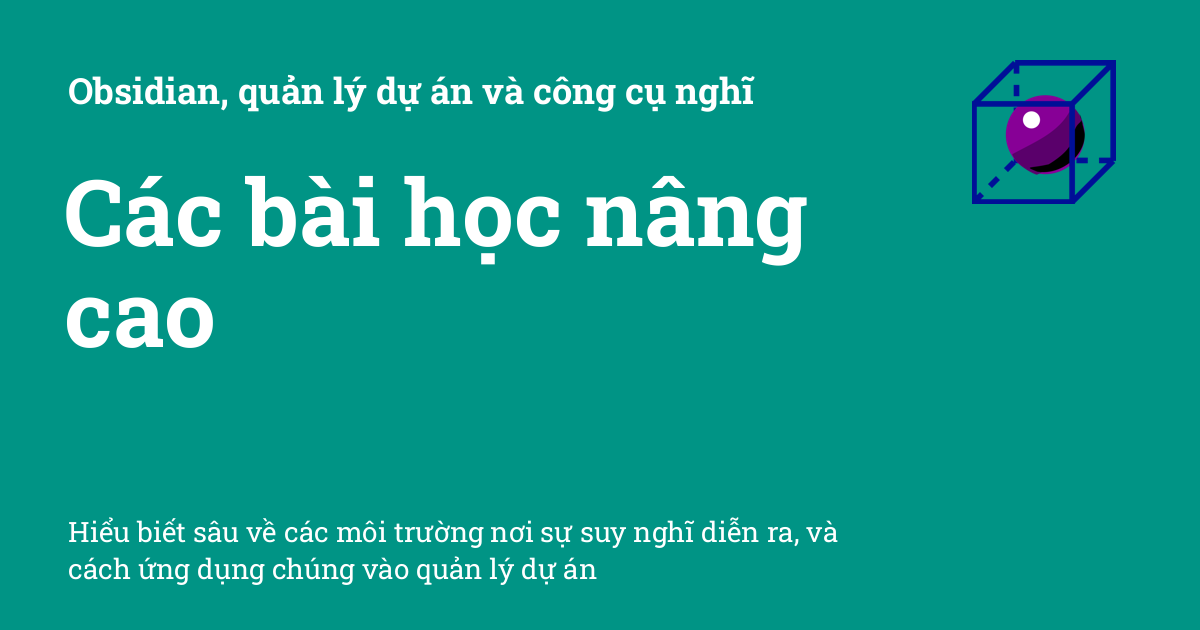 Obsidian, quản lý dự án và công cụ nghĩ
Các bài học nâng
cao
Hiểu biết sâu về các môi trường nơi sự suy nghĩ diễn ra, và
cách ứng dụng chúng vào quản lý dự án